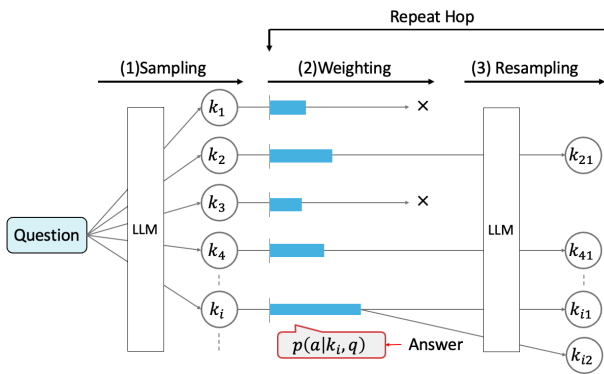 Repeat Hop
(1)Sampling (2)Weighting (3) Resampling
k₁ ×
k₂ k₂₁
k₃ ×
Question LLM LLM
k₄ k₄₁
kᵢ kᵢ₁
p(a|kᵢ, q) Answer
kᵢ₂